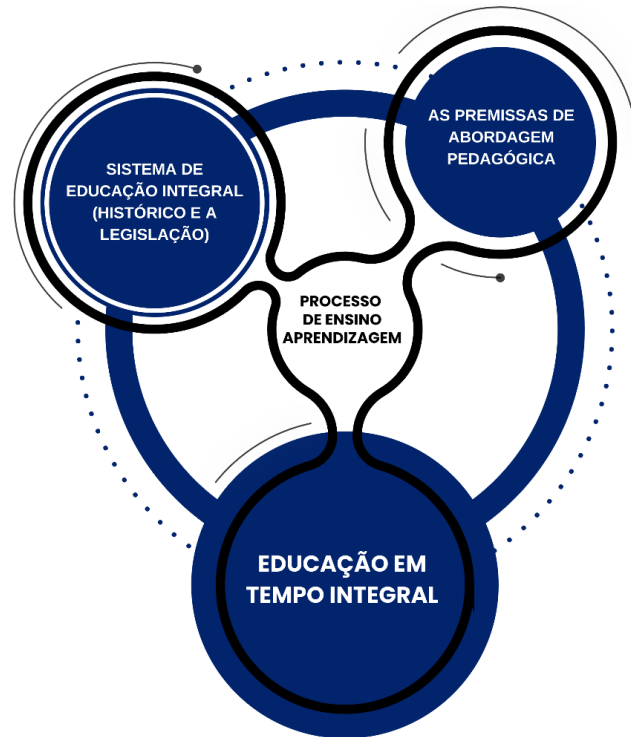 SISTEMA DE
EDUCAÇÃO INTEGRAL
(HISTÓRICO E A
LEGISLAÇÃO)
AS PREMISSAS DE
ABORDAGEM
PEDAGÓGICA
PROCESSO
DE ENSINO
APRENDIZAGEM
EDUCAÇÃO EM
TEMPO INTEGRAL